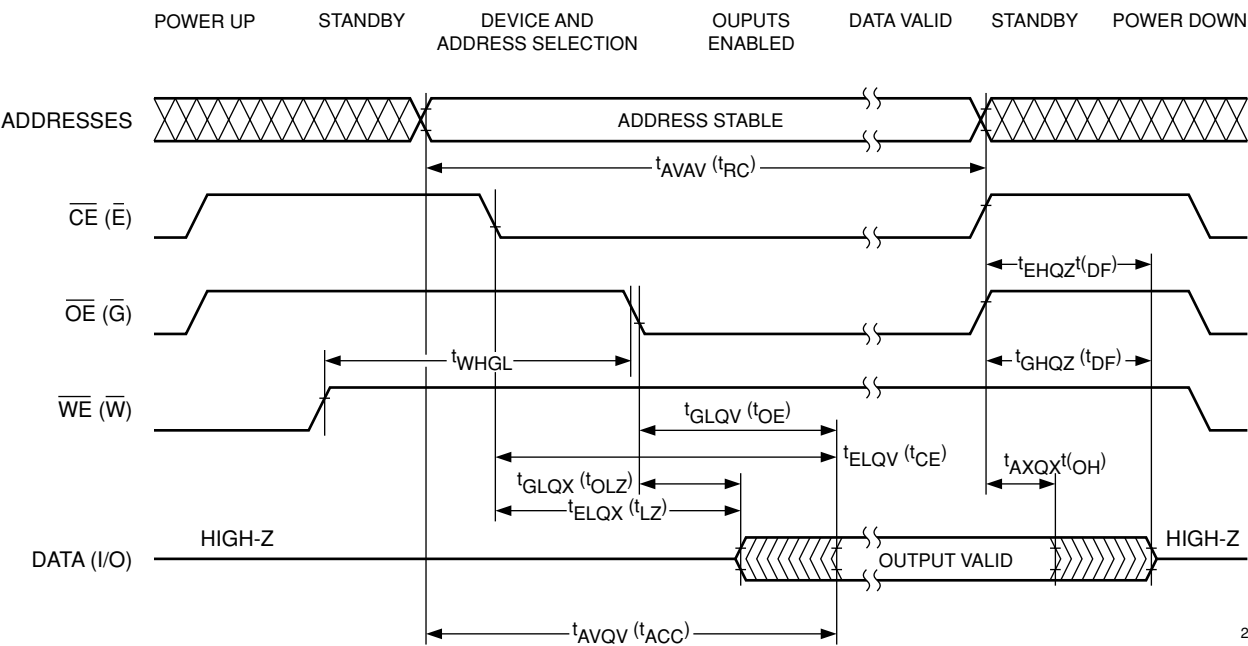 POWER UP STANDBY DEVICE AND ADDRESS SELECTION OUPUTS ENABLED DATA VALID STANDBY POWER DOWN
ADDRESSES ADDRESS STABLE
tAVAV (tRC)
CE (E)
tEHQZt(DF)
OE (G)
tWHGL tGHQZ (tDF)
WE (W)
tGLQV (tOE)
tELQV (tCE) tAXQXt(OH)
tGLQX (tOLZ)
tELQX (tLZ)
HIGH-Z HIGH-Z
DATA (I/O) OUTPUT VALID
tAVQV (tACC)
2